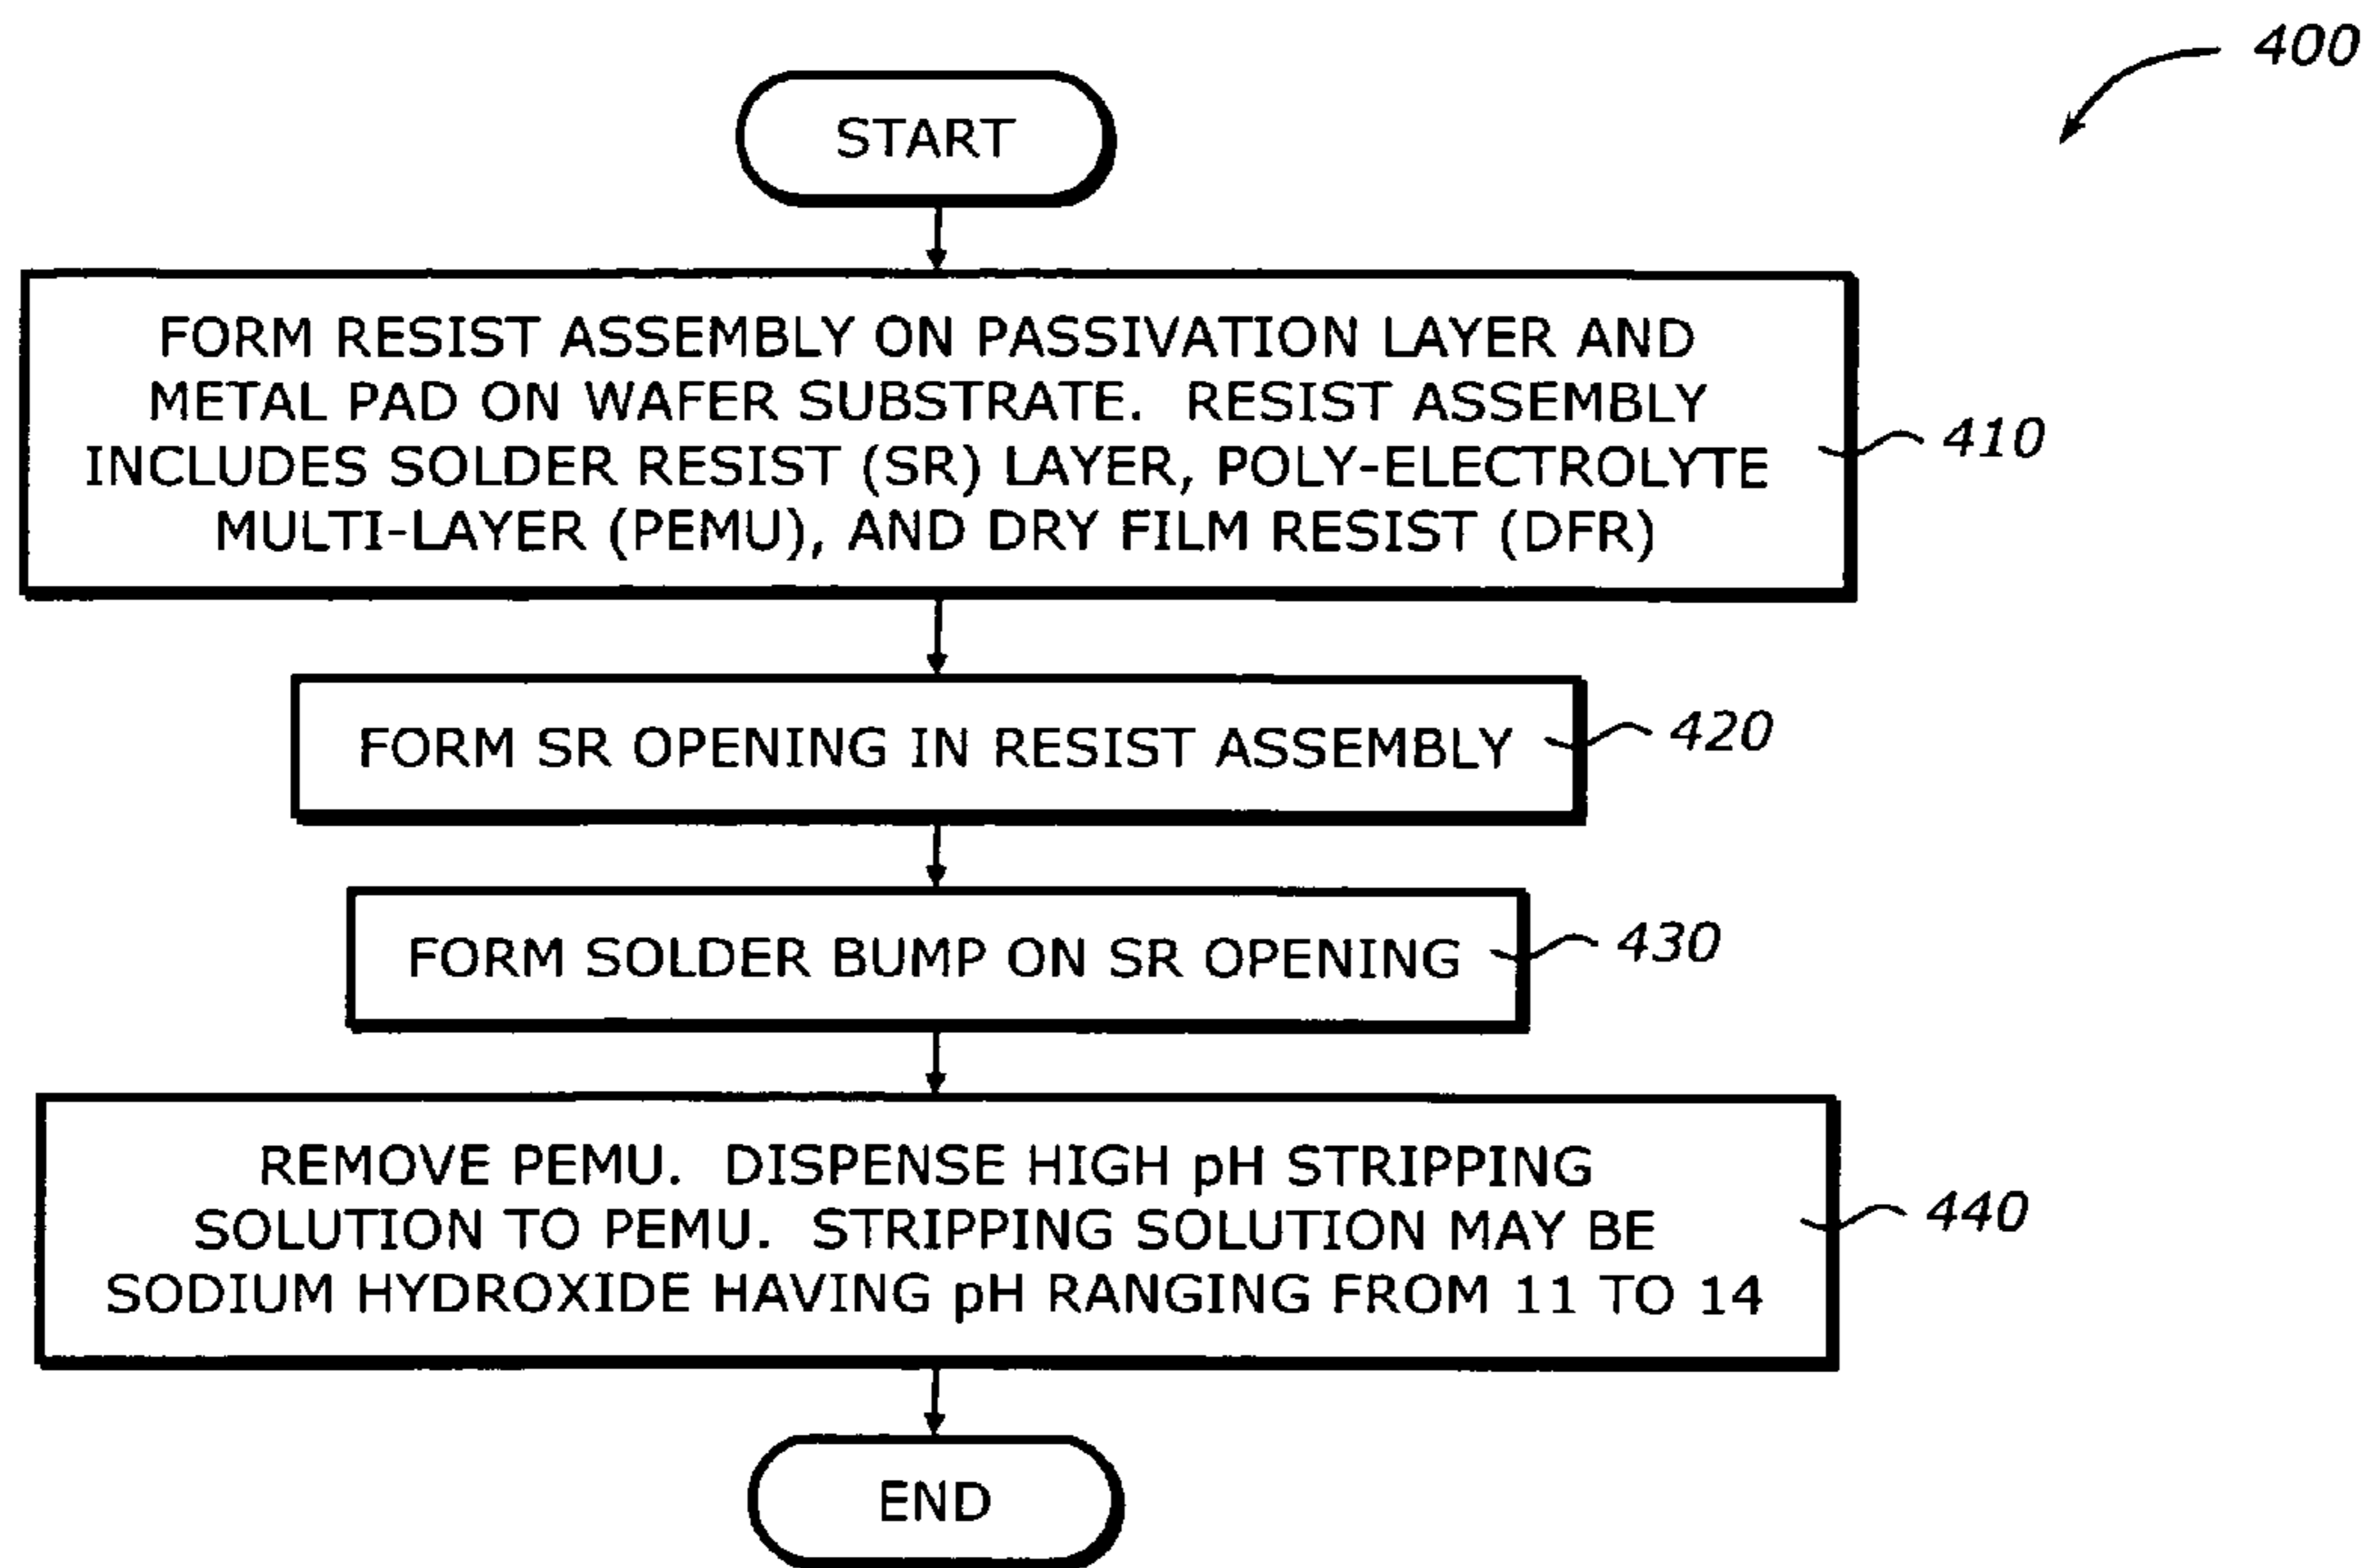 400
START
FORM RESIST ASSEMBLY ON PASSIVATION LAYER AND
METAL PAD ON WAFER SUBSTRATE. RESIST ASSEMBLY
INCLUDES SOLDER RESIST (SR) LAYER, POLY-ELECTROLYTE
MULTI-LAYER (PEMU), AND DRY FILM RESIST (DFR)
410
FORM SR OPENING IN RESIST ASSEMBLY
420
FORM SOLDER BUMP ON SR OPENING
430
REMOVE PEMU. DISPENSE HIGH pH STRIPPING
SOLUTION TO PEMU. STRIPPING SOLUTION MAY BE
SODIUM HYDROXIDE HAVING pH RANGING FROM 11 TO 14
440
END